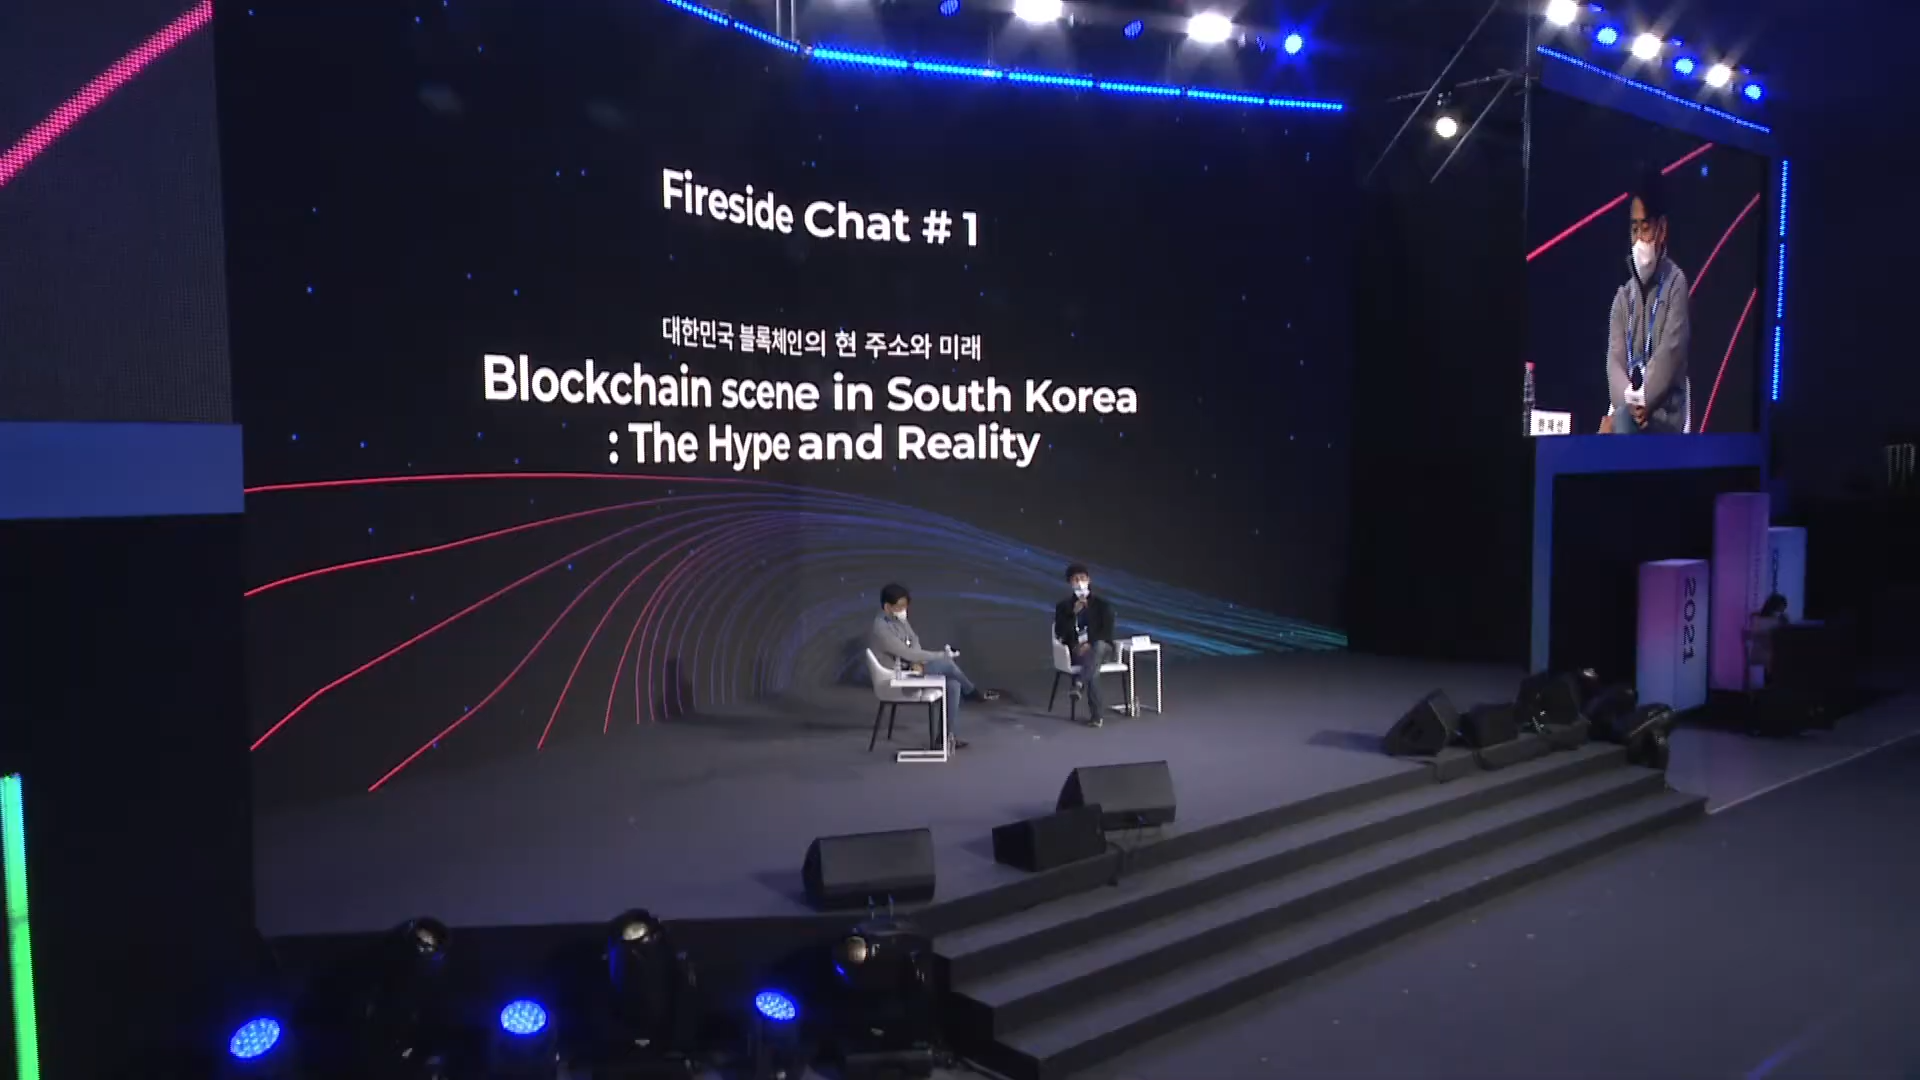 Fireside Chat # 1
대한민국 블록체인의 현 주소와 미래
Blockchain scene in South Korea
: The Hype and Reality
2021